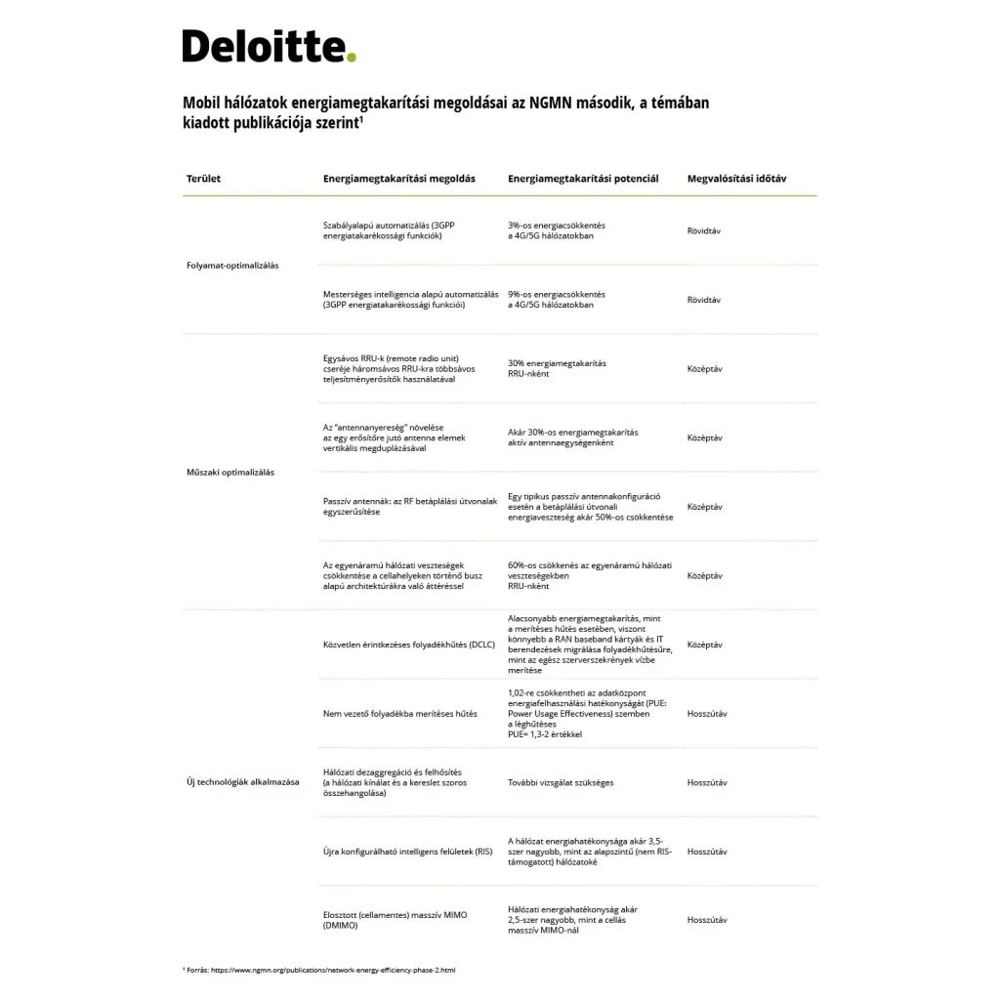 Deloitte.
Mobil hálózatok energiamegtakarítási megoldásai az NGMN második, a témában
kiadott publikációja szerint¹
Terület
Energiamegtakarítási megoldás
Energiamegtakarítási potenciál
Megvalósítási időtáv
Folyamat-optimalizálás
Szabályalapú automatizálás (3GPP
energiatakarékossági funkciók)
3%-os energiacsökkentés
a 4G/5G hálózatokban
Rövidtáv
Mesterséges intelligencia alapú automatizálás
(3GPP energiatakarékossági funkciói)
9%-os energiacsökkentés
a 4G/5G hálózatokban
Rövidtáv
Műszaki optimalizálás
Egysávos RRU-k (remote radio unit)
cseréje háromsávos RRU-kra többsávos
teljesítményerősítők használatával
30% energiamegtakarítás
RRU-nként
Középtáv
Az “antennanyereség” növelése
az egy erősítőre jutó antenna elemek
vertikális megduplázásával
Akár 30%-os energiamegtakarítás
aktív antennaegységenként
Középtáv
Passzív antennák: az RF betáplálási útvonalak
egyszerűsítése
Egy tipikus passzív antennakonfiguráció
esetén a betáplálási útvonali
energiaveszteség akár 50%-os csökkentése
Középtáv
Az egyenáramú hálózati veszteségek
csökkentése a cellahelyeken történő busz
alapú architektúrákra való áttéréssel
60%-os csökkenés az egyenáramú hálózati
veszteségekben
RRU-nként
Középtáv
Új technológiák alkalmazása
Közvetlen érintkezéses folyadékhűtés (DCLC)
Alacsonyabb energiamegtakarítás, mint
a merítéses hűtés esetében, viszont
könnyebb a RAN baseband kártyák és IT
berendezések migrálása folyadékhűtésűre,
mint az egész szerverszekrények vízbe
merítése
Középtáv
Nem vezető folyadékba merítéses hűtés
1,02-re csökkentheti az adatközpont
energiafelhasználási hatékonyságát (PUE:
Power Usage Effectiveness) szemben
a léghűtéses
PUE= 1,3-2 értékkel
Hosszútáv
Hálózati dezaggregáció és felhősítés
(a hálózati kínálat és a kereslet szoros
összehangolása)
További vizsgálat szükséges
Hosszútáv
Újra konfigurálható intelligens felületek (RIS)
A hálózat energiahatékonysága akár 3,5-
szer nagyobb, mint az alapszintű (nem RIS-
támogatott) hálózatoké
Hosszútáv
Elosztott (cellamentes) masszív MIMO
(DMIMO)
Hálózati energiahatékonyság akár
2,5-szer nagyobb, mint a cellás
masszív MIMO-nál
Hosszútáv
¹ Forrás: https://www.ngmn.org/publications/network-energy-efficiency-phase-2.html